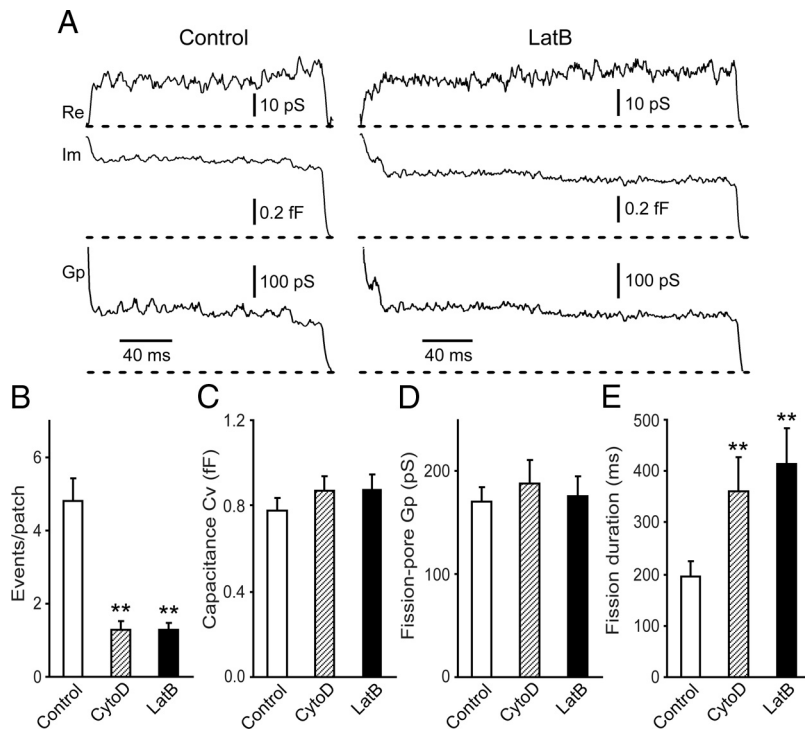 A
Control
LatB
Re
10 pS
10 pS
Im
0.2 fF
0.2 fF
Gp
100 pS
100 pS
40 ms
40 ms
B
Events/patch
6
4
2
0
**
**
Control
CytoD
LatB
C
Capacitance Cv (fF)
1.2
0.8
0.4
0.0
Control
CytoD
LatB
D
Fission-pore Gp (pS)
200
100
0
Control
CytoD
LatB
E
Fission duration (ms)
500
400
300
200
100
0
**
**
Control
CytoD
LatB